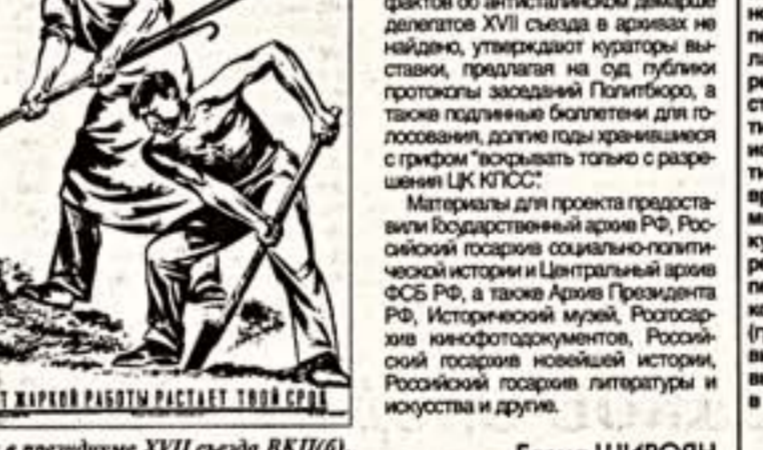 Т ЖАРКОЙ РАБОТЫ РАСТАЕТ ТВОЙ СРОК
в президиуме XVII съезда ВКП(б)
фактов об антисталинском демарше
делегатов XVII съезда в архивах не
найдено, утверждают кураторы вы-
ставки, предлагая на суд публики
протоколы заседаний Политбюро, а
также подлинные бюллетени для го-
лосования, долгие годы хранившиеся
с грифом "вскрывать только с разре-
шения ЦК КПСС".
Материалы для проекта предоста-
вили Государственный архив РФ, Рос-
сийский госархив социально-полити-
ческой истории и Центральный архив
ФСБ РФ, а также Архив Президента
РФ, Исторический музей, Росгосар-
хив кинофотодокументов, Россий-
ский госархив новейшей истории,
Российский госархив литературы и
искусства и другие.